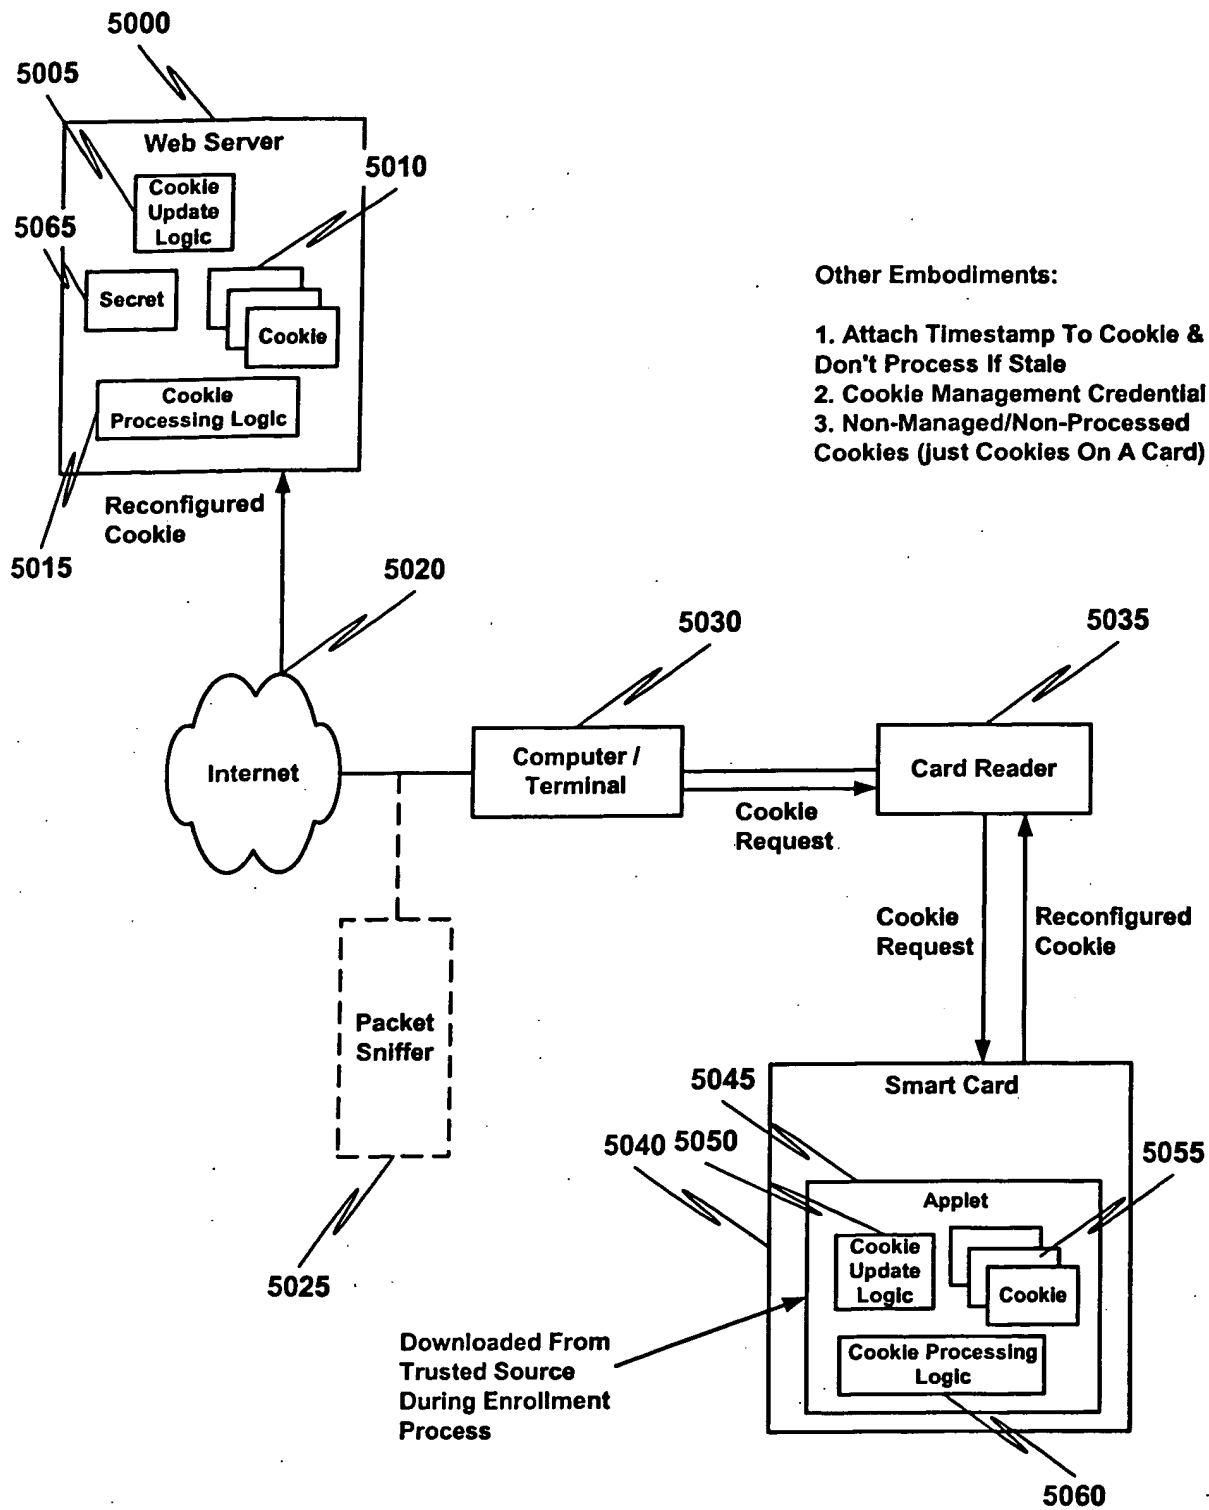 5000
5005
Web Server
5010
Cookie
Update
Logic
5065
Secret
Cookie
Cookie
Processing Logic
Reconfigured
Cookie
5015
5020
Other Embodiments:
1. Attach Timestamp To Cookie &
Don't Process If Stale
2. Cookie Management Credential
3. Non-Managed/Non-Processed
Cookies (just Cookies On A Card)
5030
5035
Internet
Computer /
Terminal
Card Reader
Cookie
Request
Cookie
Request
Reconfigured
Cookie
Packet
Sniffer
5025
Smart Card
5045
5040
5050
5055
Applet
Cookie
Update
Logic
Cookie
Cookie Processing
Logic
Downloaded From
Trusted Source
During Enrollment
Process
5060